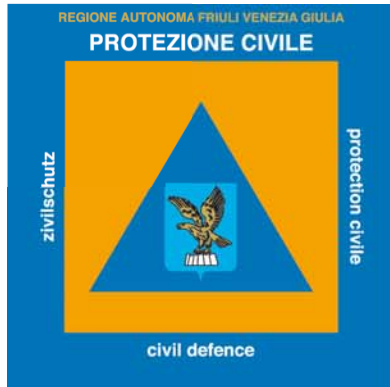 REGIONE AUTONOMA FRIULI VENEZIA GIULIA
PROTEZIONE CIVILE
zivilschutz
protection civile
civil defence